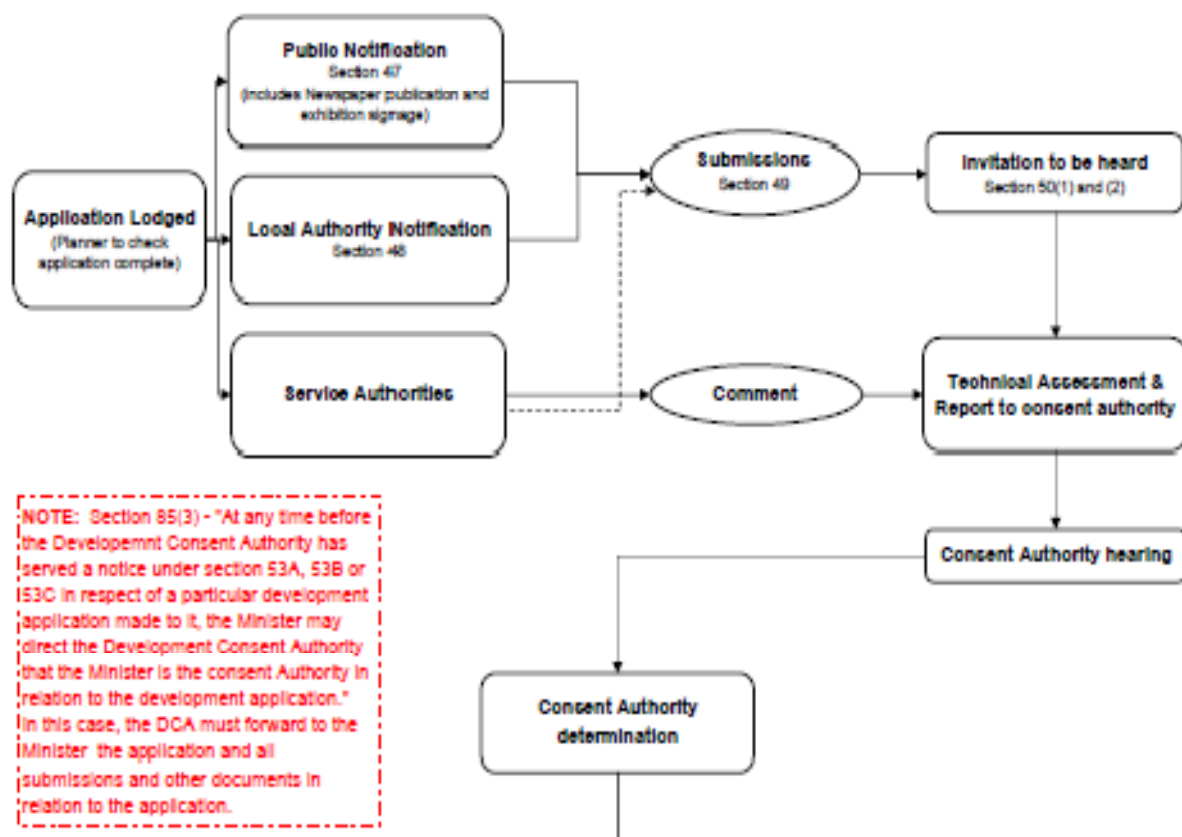 Public Notification
Section 47
(Includes Newspaper publication and
exhibition signage)
Submissions
Section 49
Invitation to be heard
Section 50(1) and (2)
Application Lodged
(Planner to check
application complete)
Local Authority Notification
Section 48
Service Authorities
Comment
Technical Assessment &
Report to consent authority
NOTE: Section 85(3) - "At any time before
the Developemnt Consent Authority has
served a notice under section 53A, 53B or
53C in respect of a particular development
application made to it, the Minister may
direct the Development Consent Authority
that the Minister is the consent Authority in
relation to the development application."
In this case, the DCA must forward to the
Minister the application and all
submissions and other documents in
relation to the application.
Consent Authority hearing
Consent Authority
determination